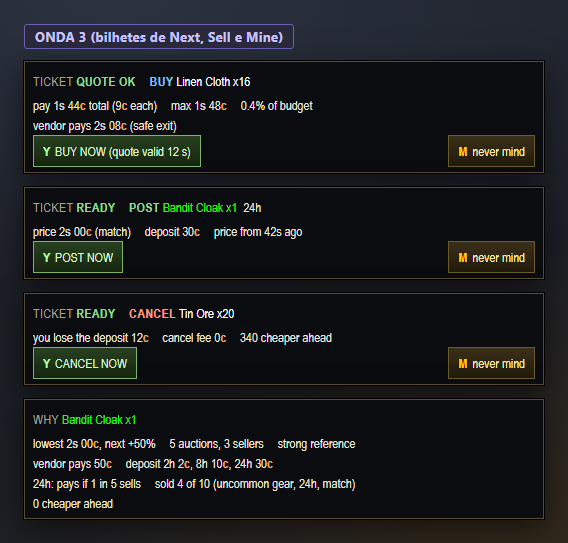 ONDA 3 (bilhetes de Next, Sell e Mine)
TICKET QUOTE OK BUY Linen Cloth x16
pay 1s 44c total (9c each) max 1s 48c 0.4% of budget
vendor pays 2s 08c (safe exit)
Y BUY NOW (quote valid 12 s) M never mind
TICKET READY POST Bandit Cloak x1 24h
price 2s 00c (match) deposit 30c price from 42s ago
Y POST NOW M never mind
TICKET READY CANCEL Tin Ore x20
you lose the deposit 12c cancel fee 0c 340 cheaper ahead
Y CANCEL NOW M never mind
WHY Bandit Cloak x1
lowest 2s 00c, next +50% 5 auctions, 3 sellers strong reference
vendor pays 50c deposit 2h 2c, 8h 10c, 24h 30c
24h: pays if 1 in 5 sells sold 4 of 10 (uncommon gear, 24h, match)
0 cheaper ahead